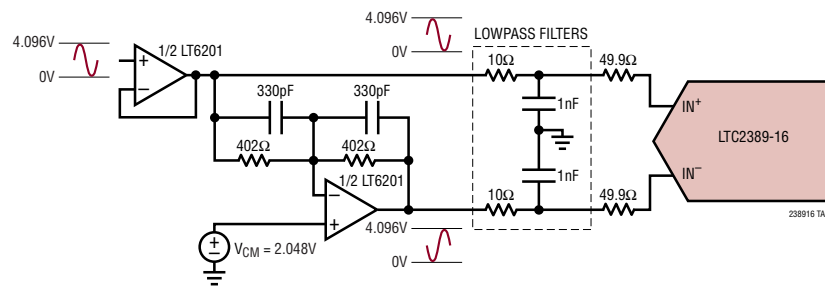 4.096V
0V
1/2 LT6201
4.096V
0V
LOWPASS FILTERS
10Ω
49.9Ω
330pF
330pF
1nF
IN+
402Ω
402Ω
LTC2389-16
1/2 LT6201
1nF
IN–
10Ω
49.9Ω
238916 TA
VCM = 2.048V
4.096V
0V